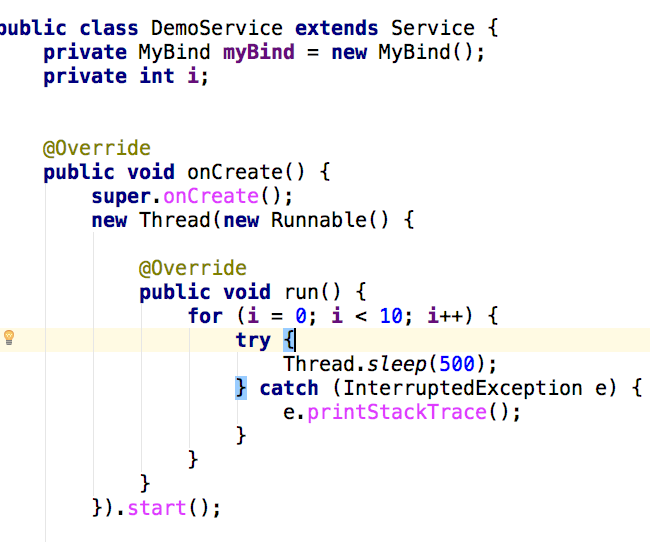 public class DemoService extends Service {
    private MyBind myBind = new MyBind();
    private int i;
    @Override
    public void onCreate() {
        super.onCreate();
        new Thread(new Runnable() {
            @Override
            public void run() {
                for (i = 0; i < 10; i++) {
                    try {
                        Thread.sleep(500);
                    } catch (InterruptedException e) {
                        e.printStackTrace();
                    }
                }
            }
        }).start();